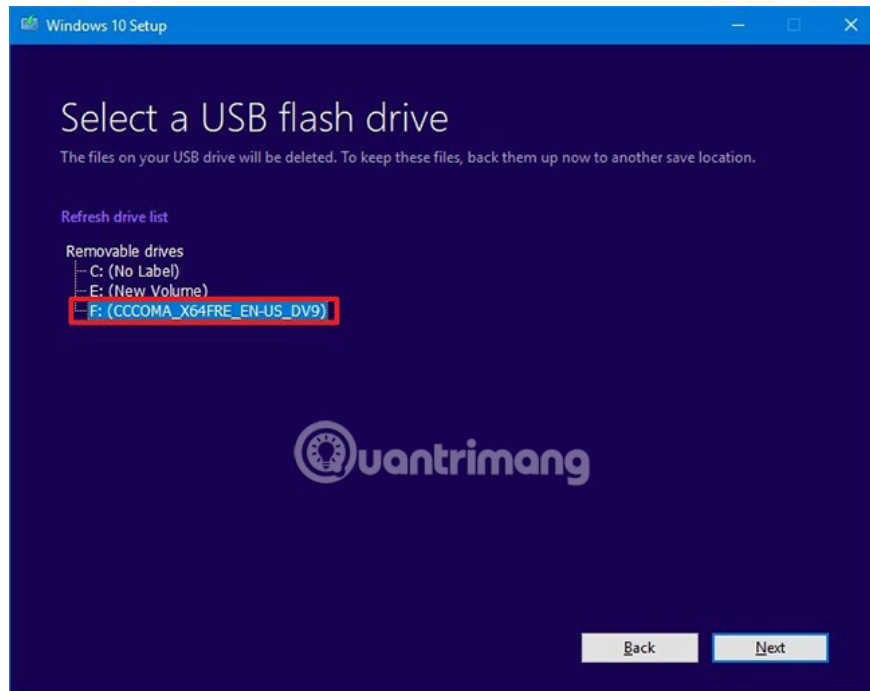 Windows 10 Setup
Select a USB flash drive
The files on your USB drive will be deleted. To keep these files, back them up now to another save location.
Refresh drive list
Removable drives
C: (No Label)
E: (New Volume)
F: (CCCOMA_X64FRE_EN-US_DV9)
Quantrimang
Back Next